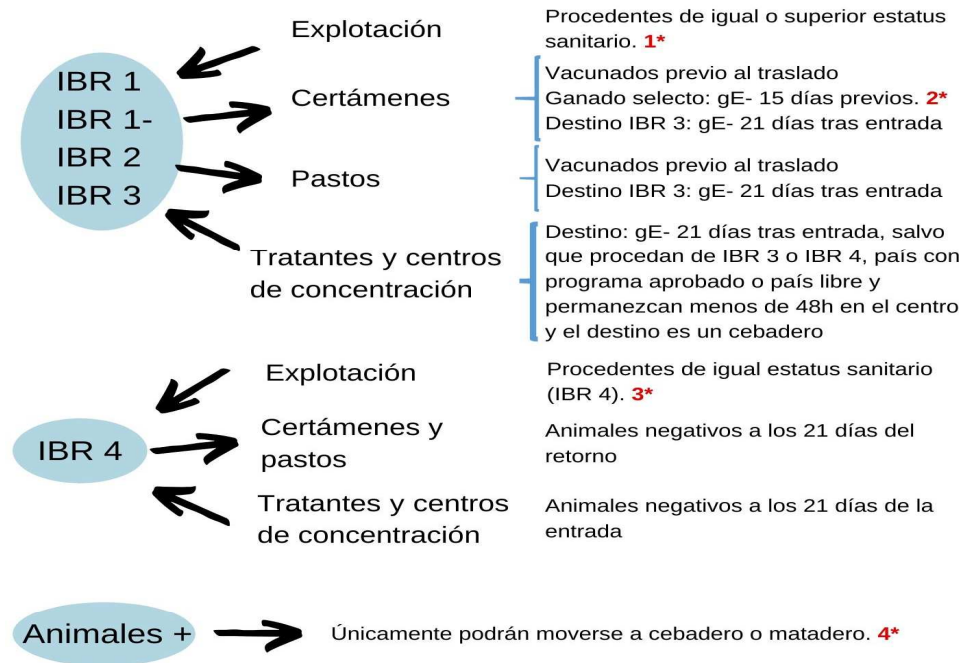 IBR 1
IBR 1-
IBR 2
IBR 3
Explotación
Procedentes de igual o superior estatus
sanitario. 1*
Certámenes
Vacunados previo al traslado
Ganado selecto: gE- 15 días previos. 2*
Destino IBR 3: gE- 21 días tras entrada
Pastos
Vacunados previo al traslado
Destino IBR 3: gE- 21 días tras entrada
Tratantes y centros
de concentración
Destino: gE- 21 días tras entrada, salvo
que procedan de IBR 3 o IBR 4, país con
programa aprobado o país libre y
permanezcan menos de 48h en el centro
y el destino es un cebadero
IBR 4
Explotación
Procedentes de igual estatus sanitario
(IBR 4). 3*
Certámenes y
pastos
Animales negativos a los 21 días del
retorno
Tratantes y centros
de concentración
Animales negativos a los 21 días de la
entrada
Animales +
Únicamente podrán moverse a cebadero o matadero. 4*